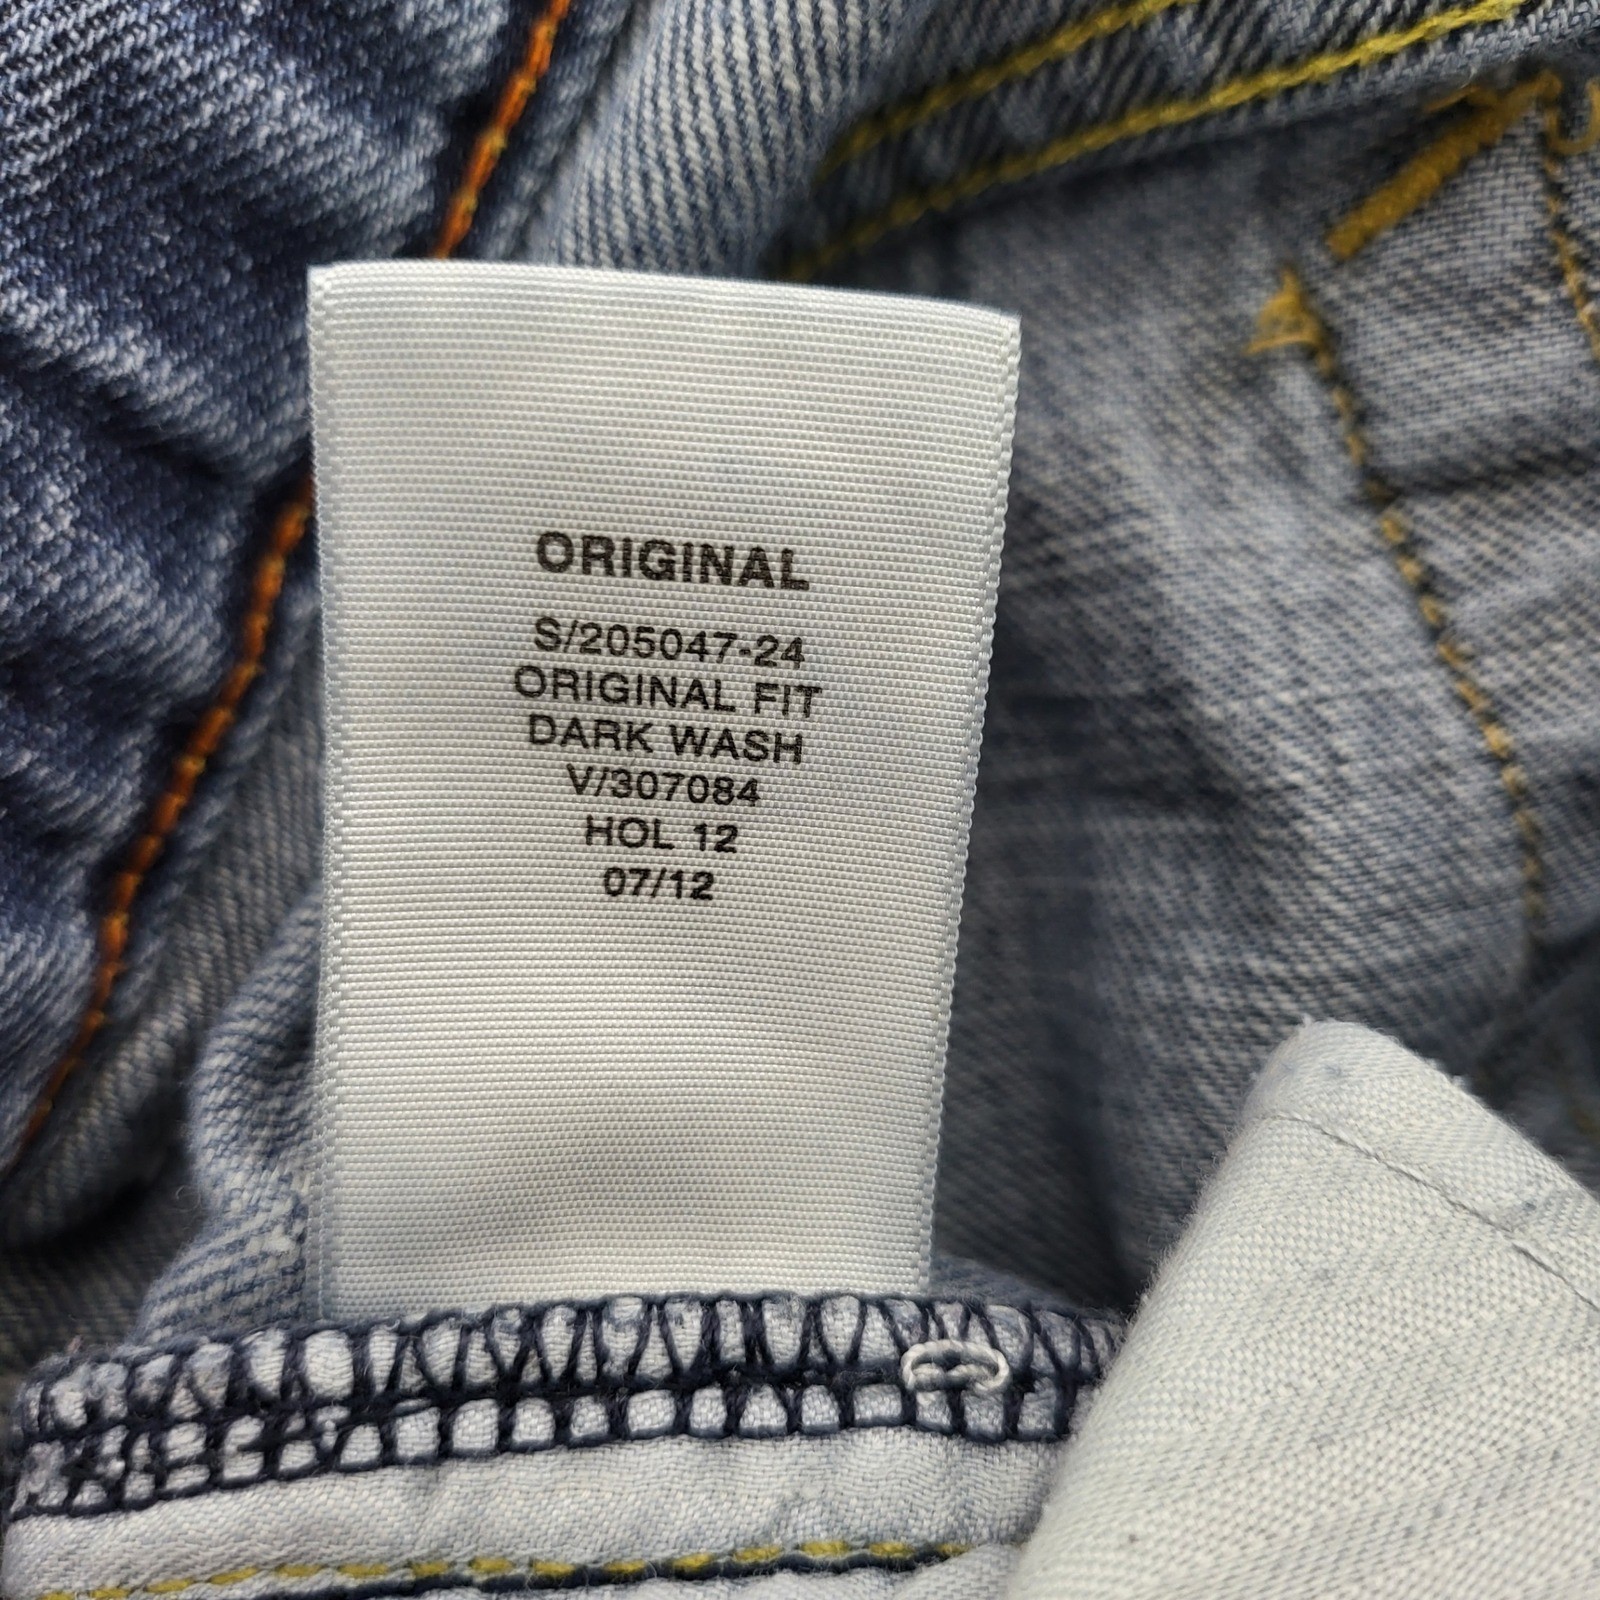 ORIGINAL
S/205047-24
ORIGINAL FIT
DARK WASH
V/307084
HOL 12
07/12